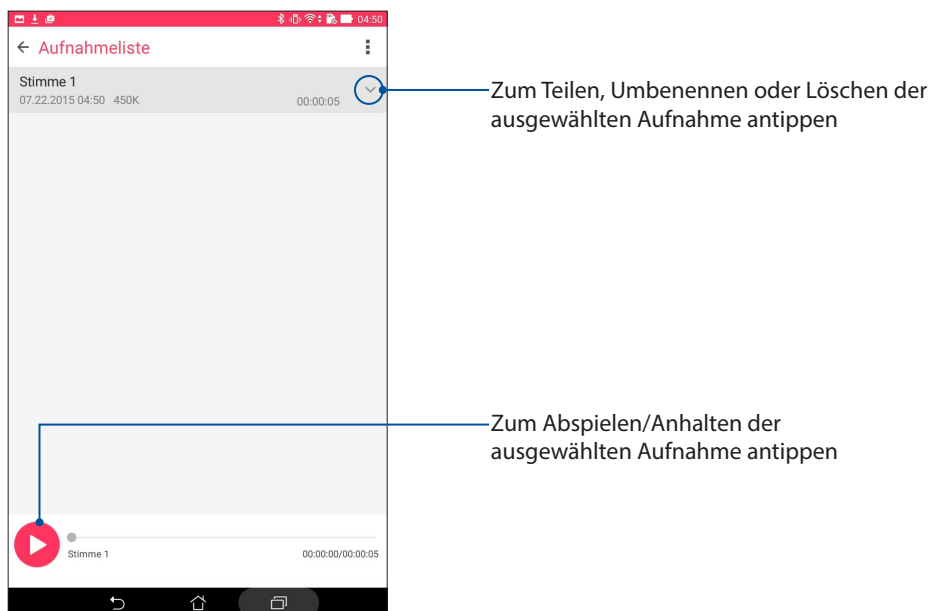 04:50
Aufnahmeliste
Stimme 1
07.22.2015 04:50 450K 00:00:05
Zum Teilen, Umbenennen oder Löschen der
ausgewählten Aufnahme antippen
Zum Abspielen/Anhalten der
ausgewählten Aufnahme antippen
Stimme 1 00:00:00/00:00:05